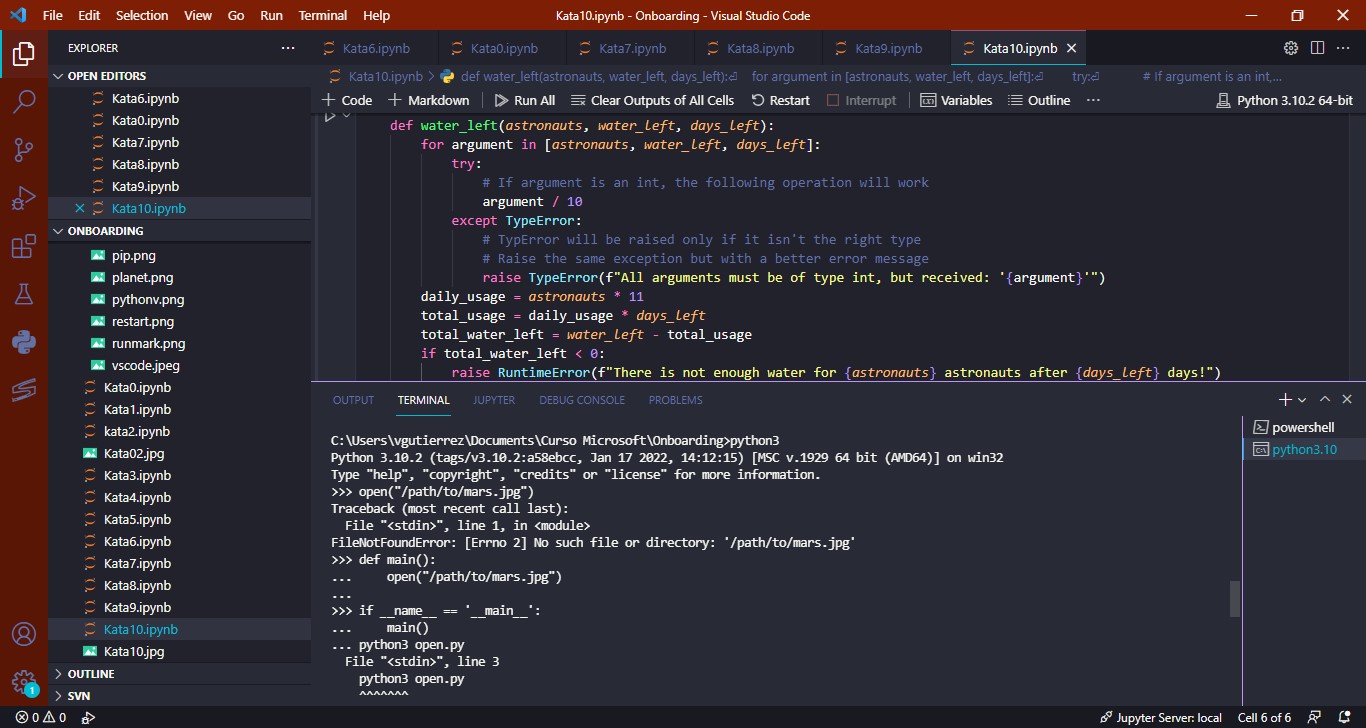 File Edit Selection View Go Run Terminal Help Kata10.ipynb - Onboarding - Visual Studio Code
EXPLORER ···
Kata6.ipynb Kata0.ipynb Kata7.ipynb Kata8.ipynb Kata9.ipynb Kata10.ipynb
OPEN EDITORS
Kata6.ipynb
Kata0.ipynb
Kata7.ipynb
Kata8.ipynb
Kata9.ipynb
Kata10.ipynb
ONBOARDING
pip.png
planet.png
pythonv.png
restart.png
runmark.png
vscode.jpeg
Kata0.ipynb
Kata1.ipynb
kata2.ipynb
Kata02.jpg
Kata3.ipynb
Kata4.ipynb
Kata5.ipynb
Kata6.ipynb
Kata7.ipynb
Kata8.ipynb
Kata9.ipynb
Kata10.ipynb
Kata10.jpg
OUTLINE
SVN
Kata10.ipynb > def water_left(astronauts, water_left, days_left):⏎ for argument in [astronauts, water_left, days_left]:⏎ try:⏎ # If argument is an int,...
+ Code + Markdown Run All Clear Outputs of All Cells Restart Interrupt Variables Outline ··· Python 3.10.2 64-bit
def water_left(astronauts, water_left, days_left):
for argument in [astronauts, water_left, days_left]:
try:
# If argument is an int, the following operation will work
argument / 10
except TypeError:
# TypError will be raised only if it isn't the right type
# Raise the same exception but with a better error message
raise TypeError(f"All arguments must be of type int, but received: '{argument}'")
daily_usage = astronauts * 11
total_usage = daily_usage * days_left
total_water_left = water_left - total_usage
if total_water_left < 0:
raise RuntimeError(f"There is not enough water for {astronauts} astronauts after {days_left} days!")
OUTPUT TERMINAL JUPYTER DEBUG CONSOLE PROBLEMS
powershell
python3.10
C:\Users\vgutierrez\Documents\Curso Microsoft\Onboarding>python3
Python 3.10.2 (tags/v3.10.2:a58ebcc, Jan 17 2022, 14:12:15) [MSC v.1929 64 bit (AMD64)] on win32
Type "help", "copyright", "credits" or "license" for more information.
>>> open("/path/to/mars.jpg")
Traceback (most recent call last):
File "<stdin>", line 1, in <module>
FileNotFoundError: [Errno 2] No such file or directory: '/path/to/mars.jpg'
>>> def main():
... open("/path/to/mars.jpg")
...
>>> if __name__ == '__main__':
... main()
... python3 open.py
File "<stdin>", line 3
python3 open.py
^^^^^^^
1
0 0 Jupyter Server: local Cell 6 of 6